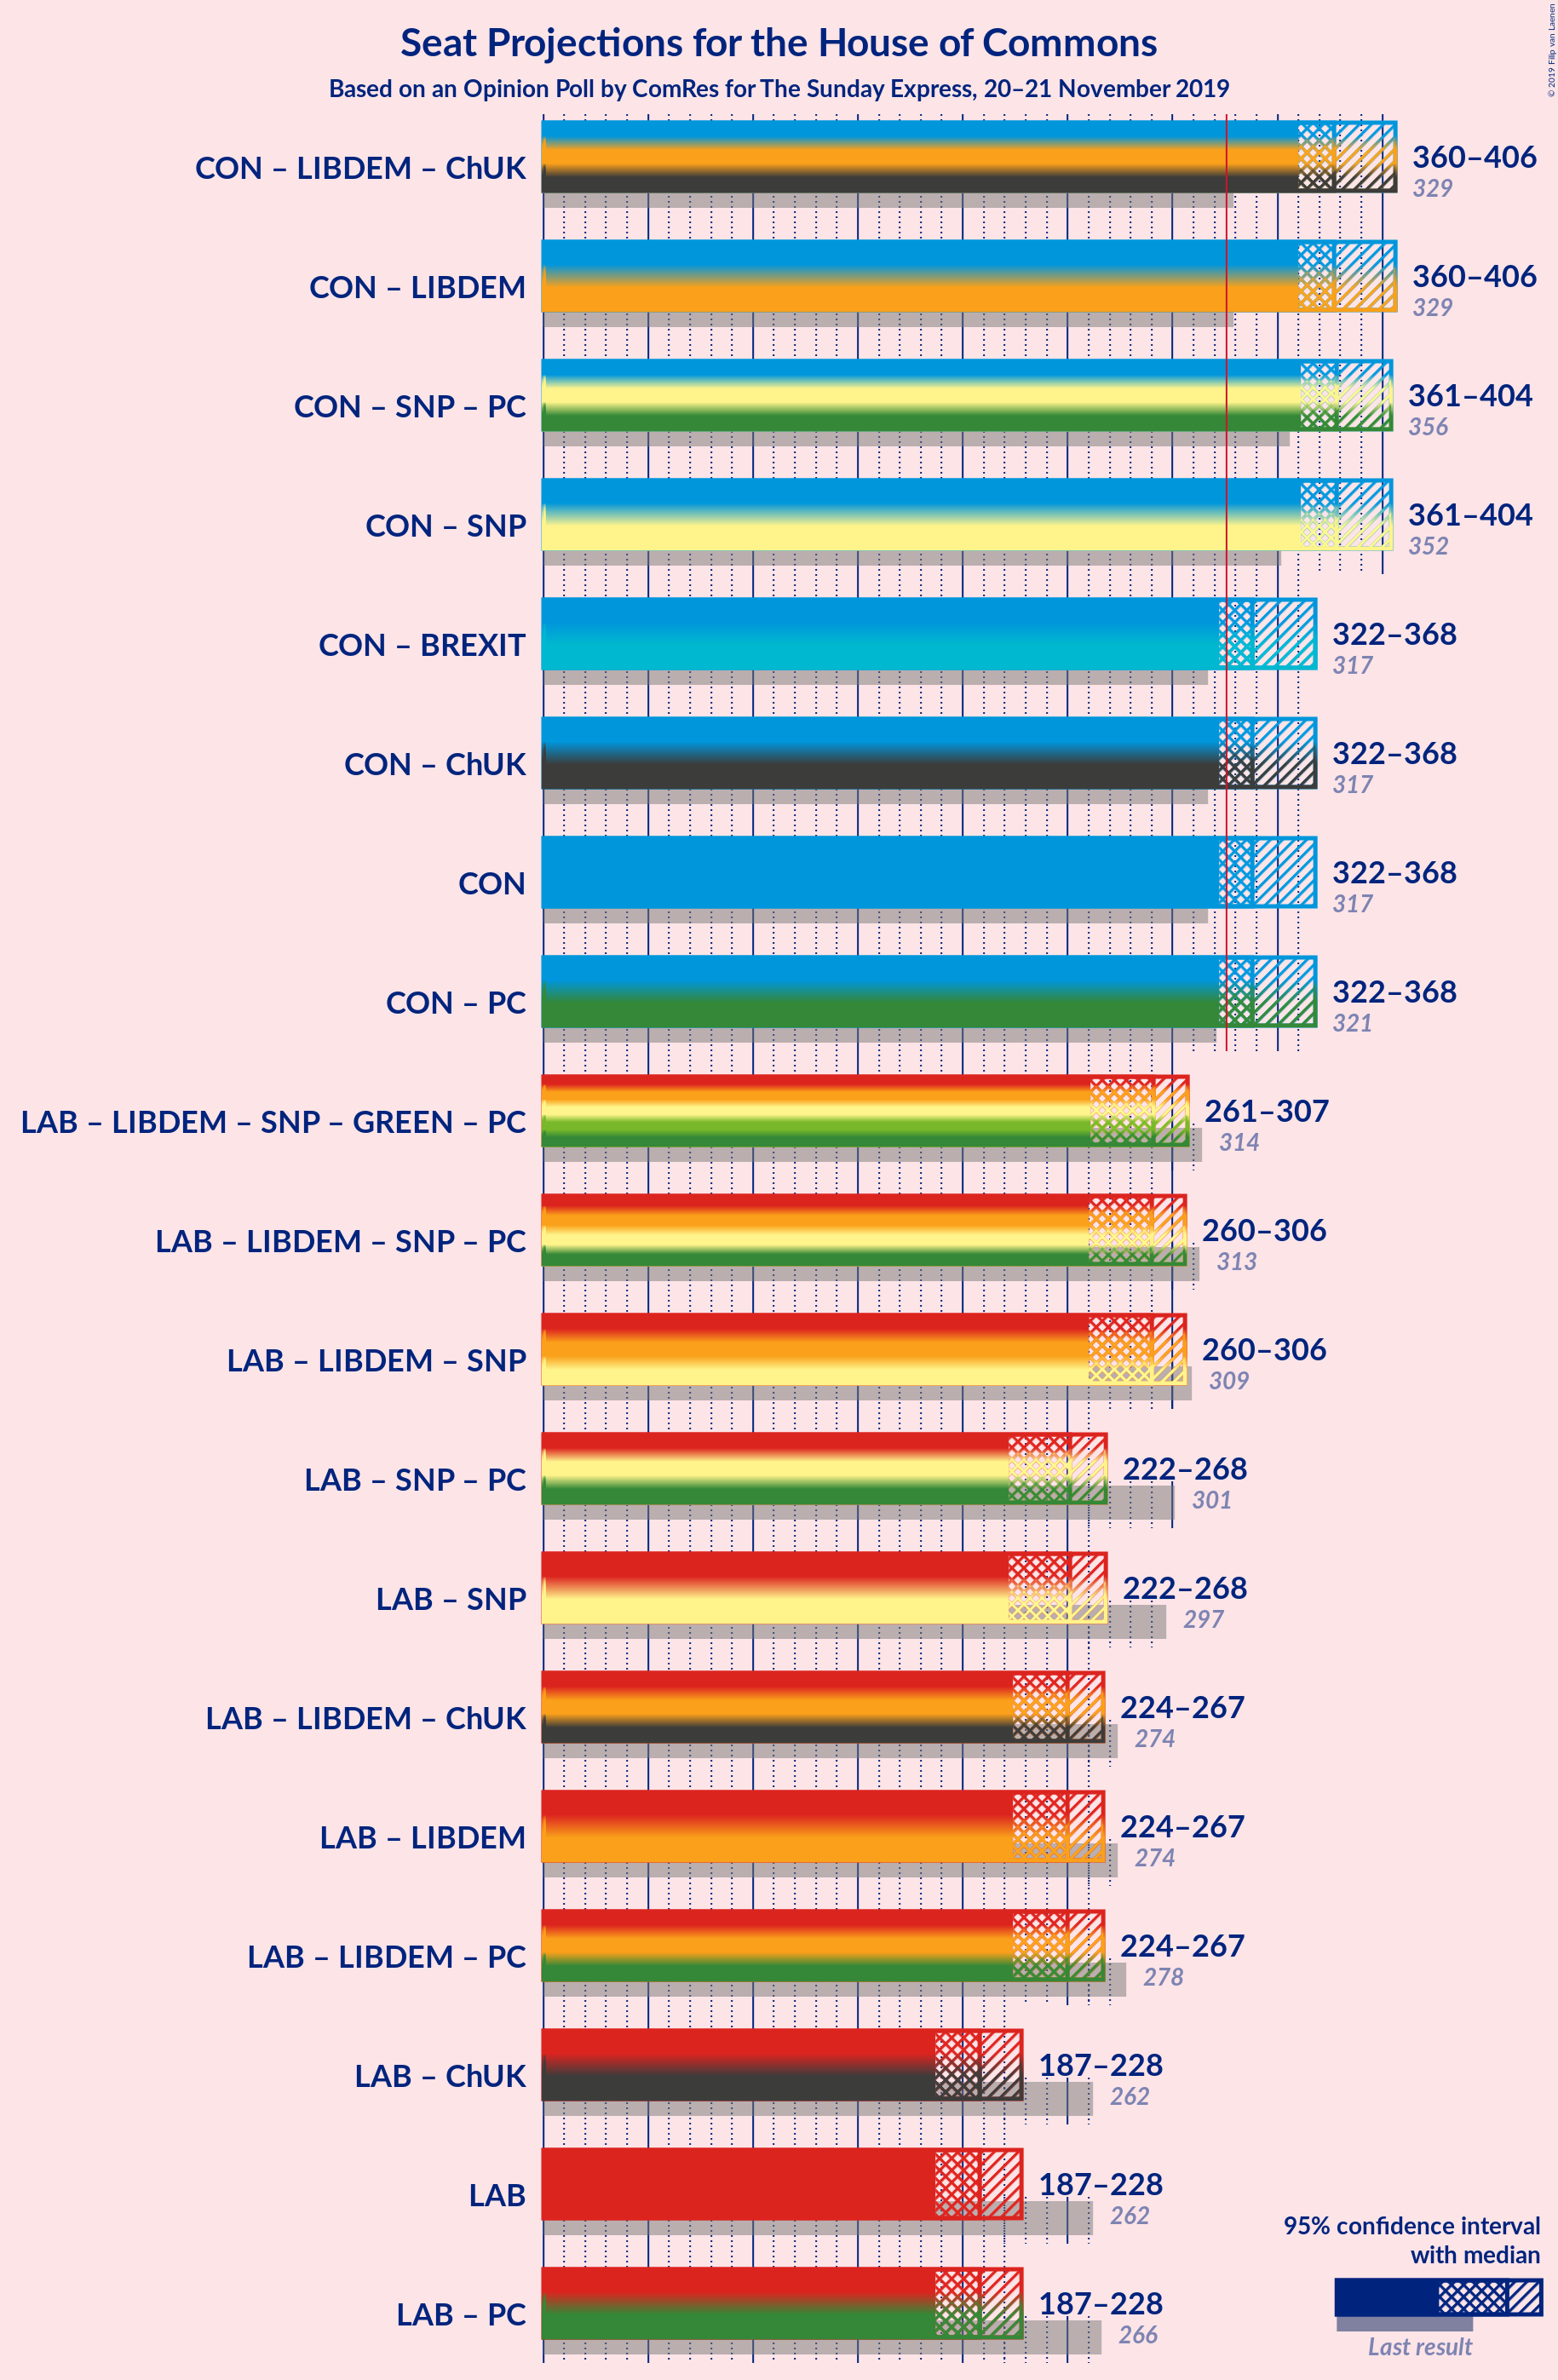 Seat Projections for the House of Commons
Based on an Opinion Poll by ComRes for The Sunday Express, 20–21 November 2019
© 2019 Filip van Laenen
CON – LIBDEM – ChUK
360–406
329
CON – LIBDEM
360–406
329
CON – SNP – PC
361–404
356
CON – SNP
361–404
352
CON – BREXIT
322–368
317
CON – ChUK
322–368
317
CON
322–368
317
CON – PC
322–368
321
LAB – LIBDEM – SNP – GREEN – PC
261–307
314
LAB – LIBDEM – SNP – PC
260–306
313
LAB – LIBDEM – SNP
260–306
309
LAB – SNP – PC
222–268
301
LAB – SNP
222–268
297
LAB – LIBDEM – ChUK
224–267
274
LAB – LIBDEM
224–267
274
LAB – LIBDEM – PC
224–267
278
LAB – ChUK
187–228
262
LAB
187–228
262
LAB – PC
187–228
266
95% confidence interval
with median
Last result